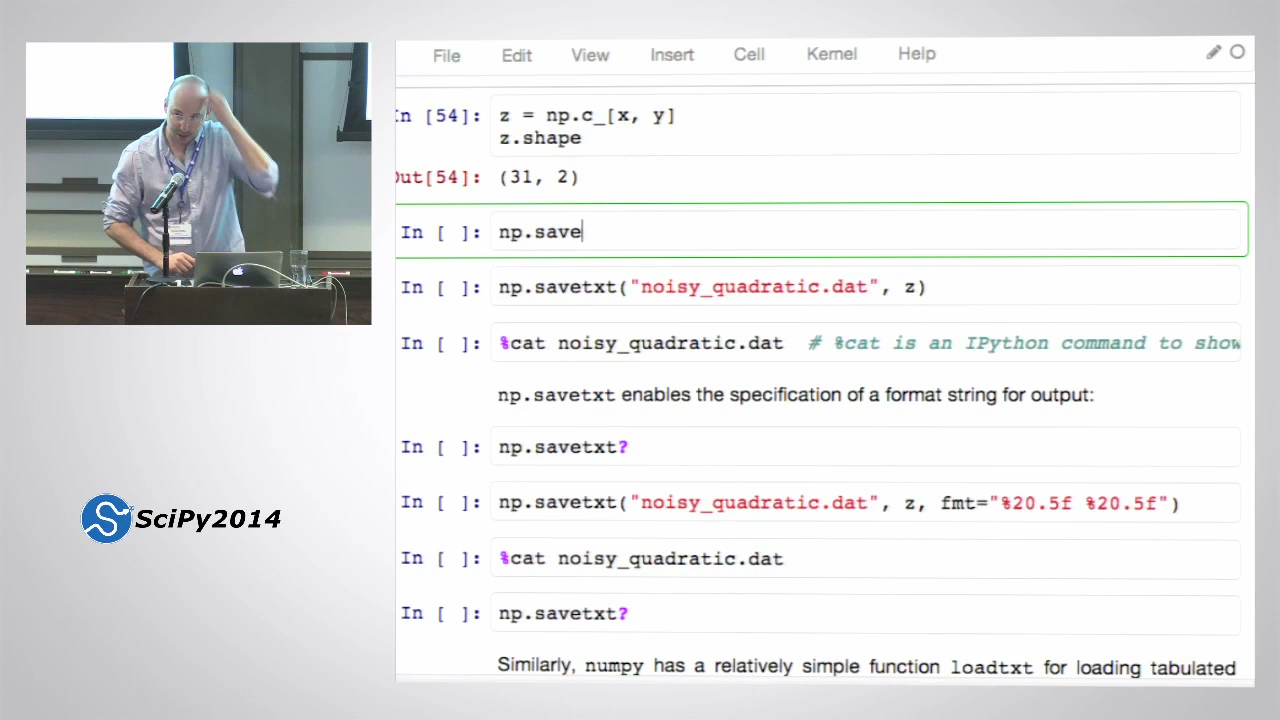 File Edit View Insert Cell Kernel Help
In [54]: z = np.c_[x, y]
z.shape
Out[54]: (31, 2)
In [ ]: np.save
In [ ]: np.savetxt("noisy_quadratic.dat", z)
In [ ]: %cat noisy_quadratic.dat # %cat is an IPython command to show
np.savetxt enables the specification of a format string for output:
In [ ]: np.savetxt?
In [ ]: np.savetxt("noisy_quadratic.dat", z, fmt="%20.5f %20.5f")
In [ ]: %cat noisy_quadratic.dat
In [ ]: np.savetxt?
Similarly, numpy has a relatively simple function loadtxt for loading tabulated
SciPy2014